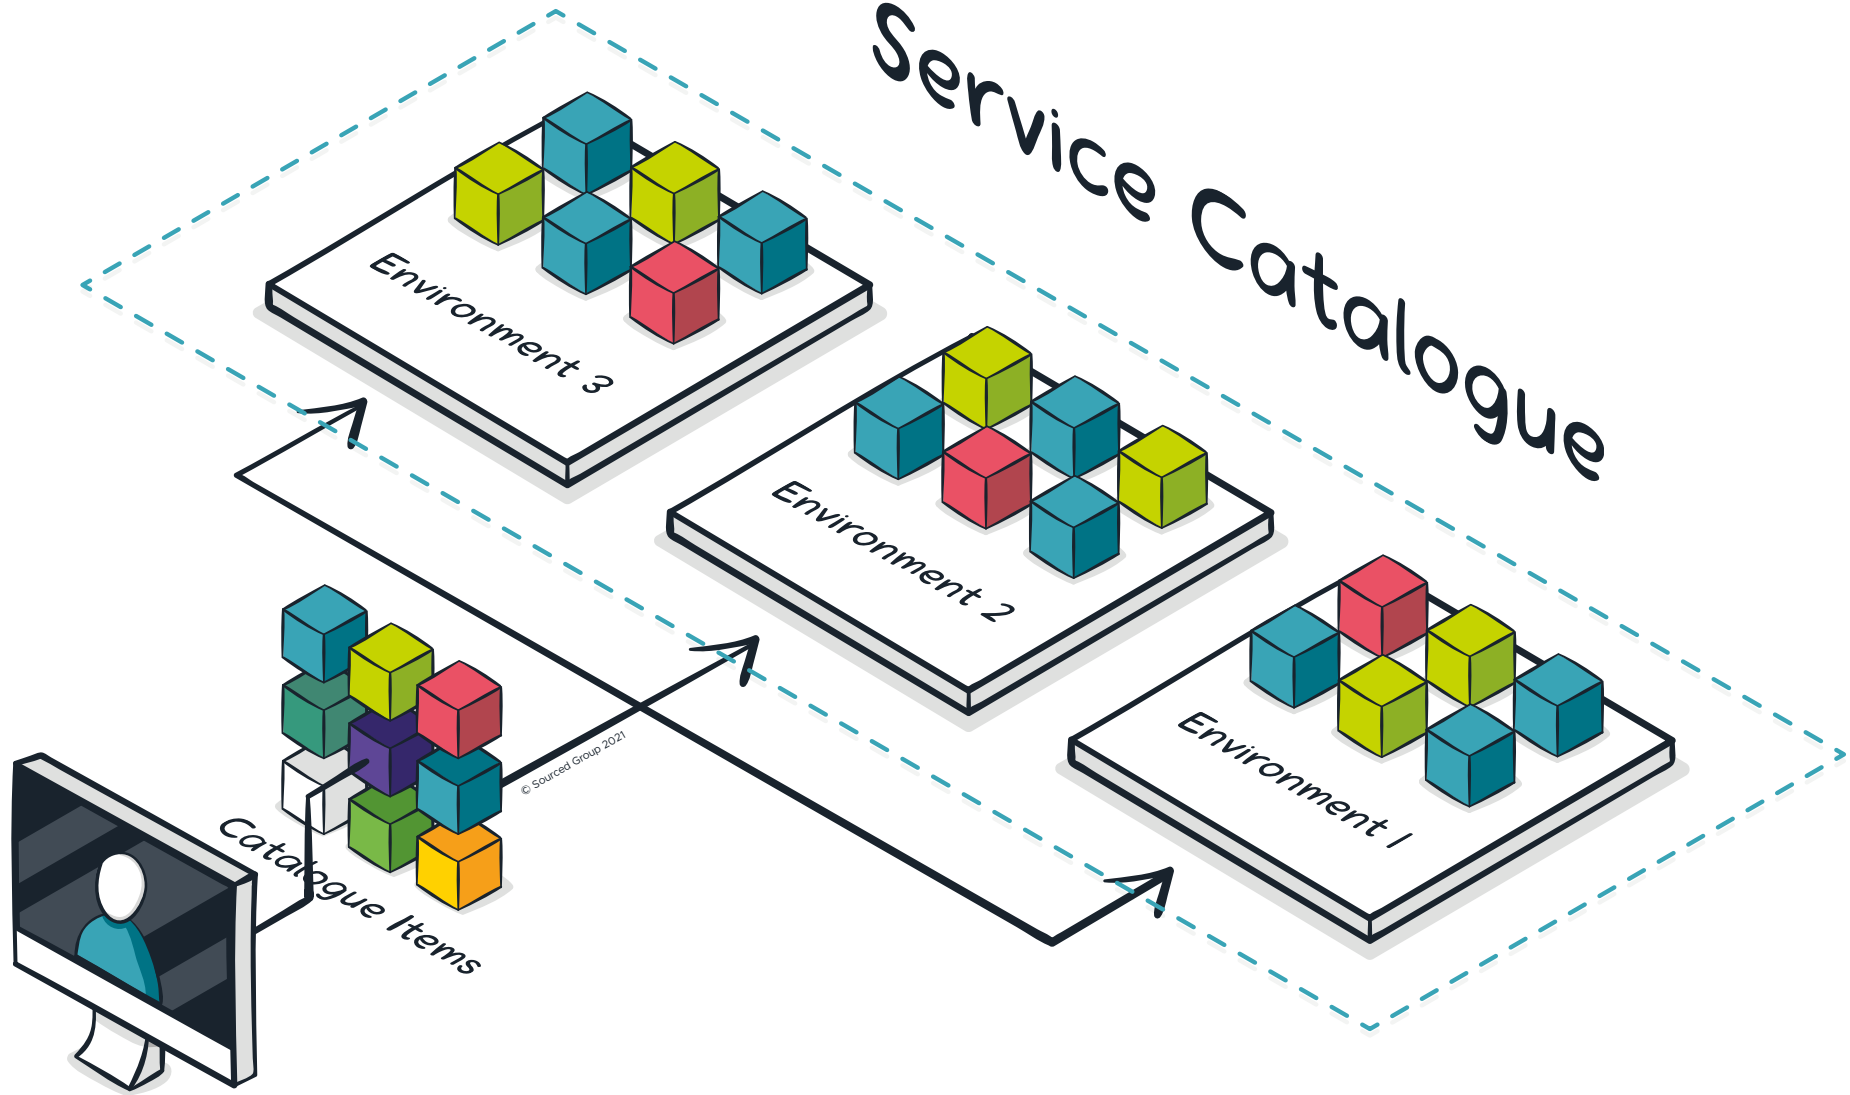 Service Catalogue
Environment 3
Environment 2
Environment 1
© Sourced Group 2021
Catalogue Items